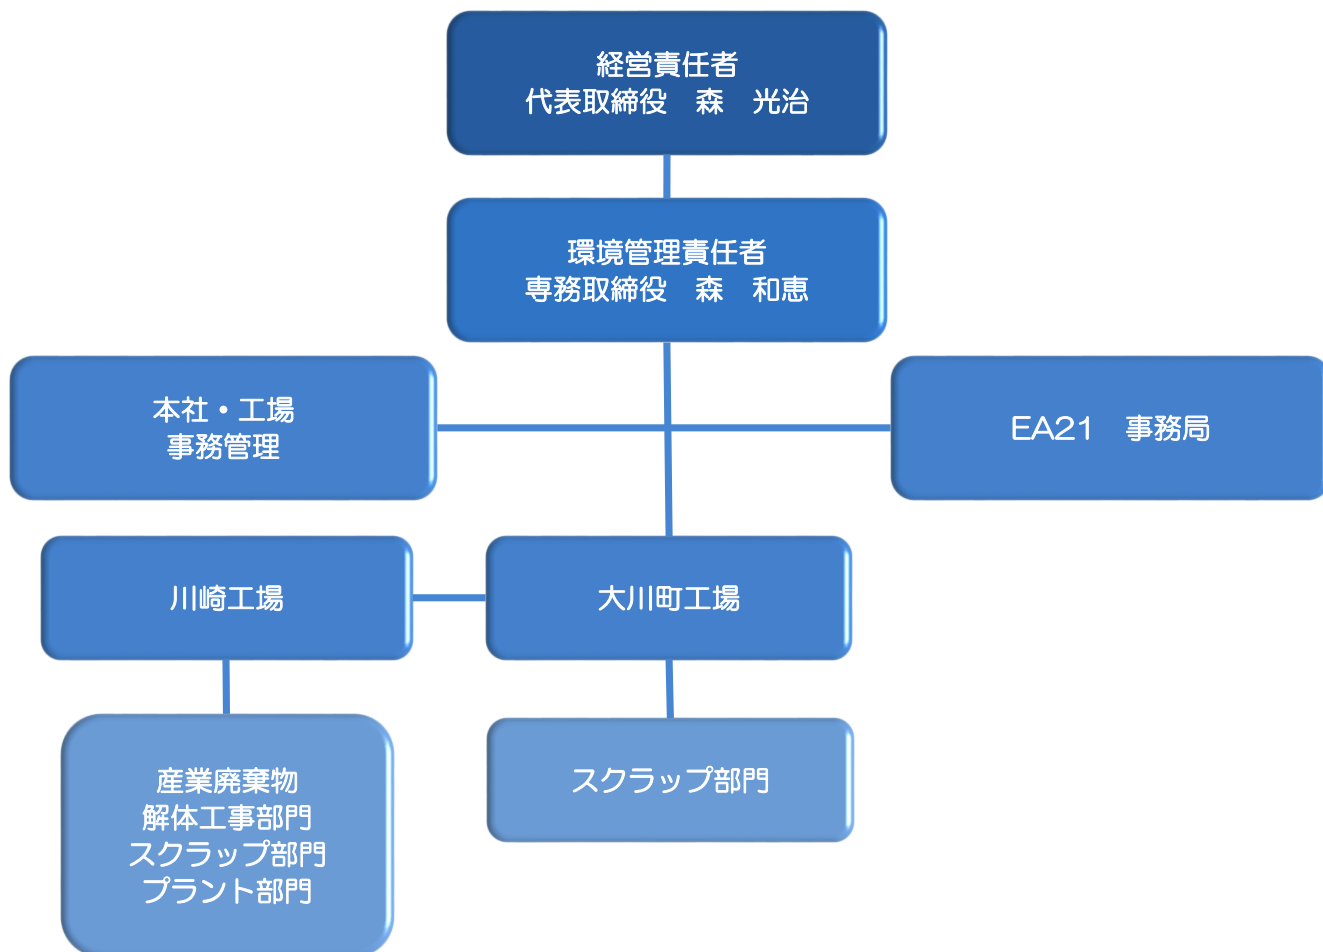 経営責任者
代表取締役　森　光治
環境管理責任者
専務取締役　森　和恵
本社・工場
事務管理
EA21　事務局
川崎工場
大川町工場
産業廃棄物
解体工事部門
スクラップ部門
プラント部門
スクラップ部門